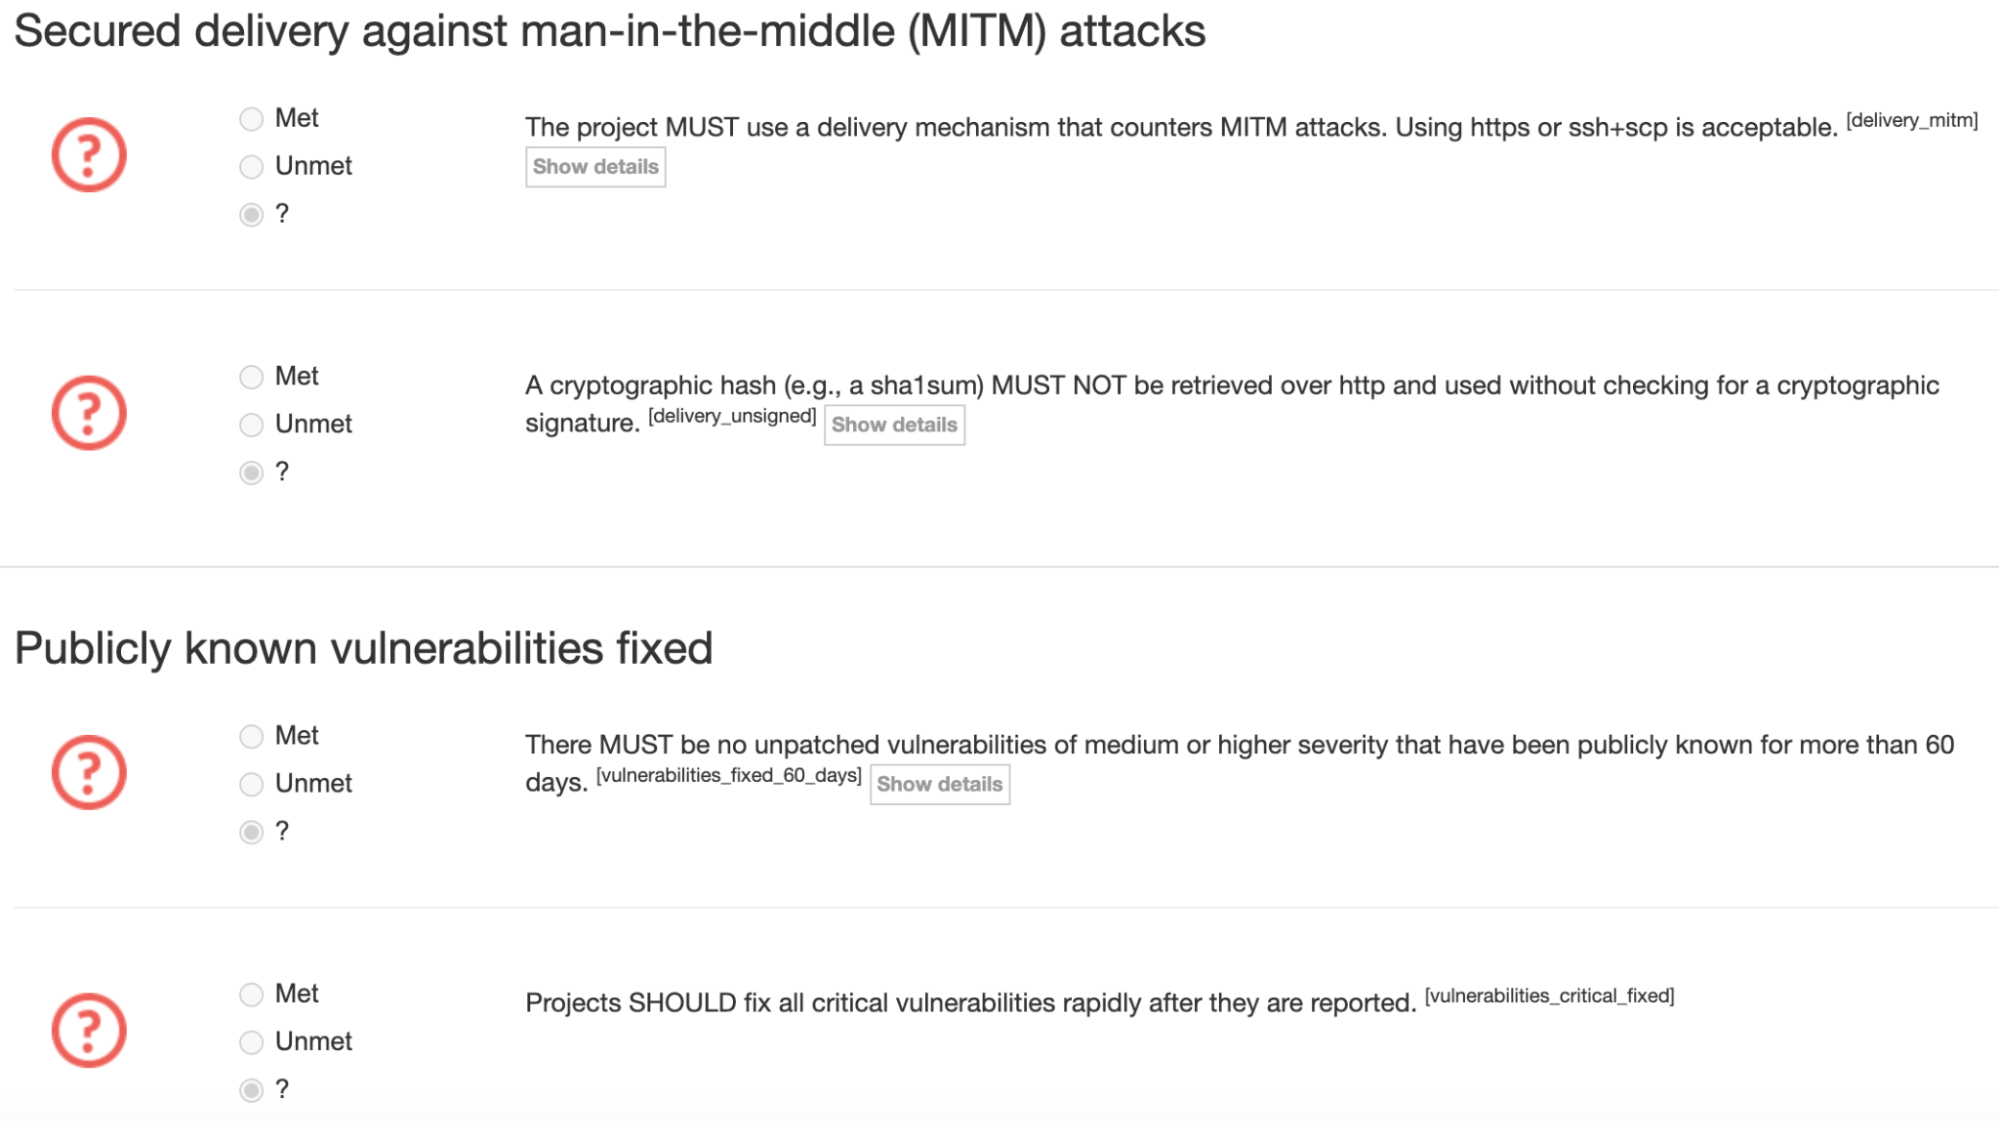 Secured delivery against man-in-the-middle (MITM) attacks
Met
Unmet
?
The project MUST use a delivery mechanism that counters MITM attacks. Using https or ssh+scp is acceptable. [delivery_mitm]
Show details
Met
Unmet
?
A cryptographic hash (e.g., a sha1sum) MUST NOT be retrieved over http and used without checking for a cryptographic
signature. [delivery_unsigned] Show details
Publicly known vulnerabilities fixed
Met
Unmet
?
There MUST be no unpatched vulnerabilities of medium or higher severity that have been publicly known for more than 60
days. [vulnerabilities_fixed_60_days] Show details
Met
Unmet
?
Projects SHOULD fix all critical vulnerabilities rapidly after they are reported. [vulnerabilities_critical_fixed]